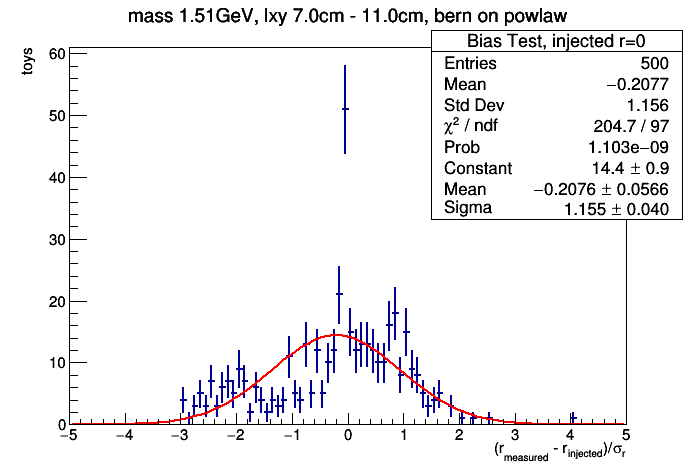 mass 1.51GeV, lxy 7.0cm - 11.0cm, bern on powlaw
Bias Test, injected r=0
Entries 500
Mean −0.2077
Std Dev 1.156
χ² / ndf 204.7 / 97
Prob 1.103e−09
Constant 14.4 ± 0.9
Mean −0.2076 ± 0.0566
Sigma 1.155 ± 0.040
toys
60
50
40
30
20
10
0
−5 −4 −3 −2 −1 0 1 2 3 4 5
(r_measured - r_injected)/σ_r